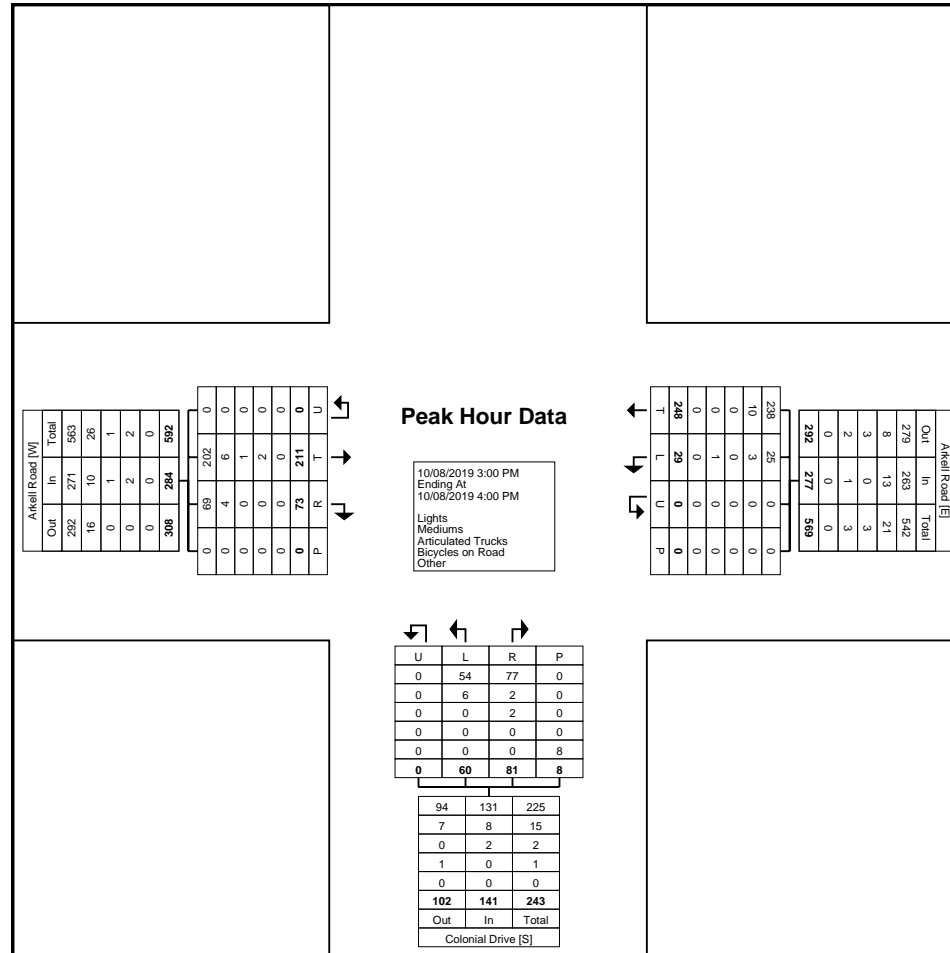 Peak Hour Data
10/08/2019 3:00 PM
Ending At
10/08/2019 4:00 PM
Lights
Mediums
Articulated Trucks
Bicycles on Road
Other
U T R P
0 211 73 0
0 0 0 0
0 2 0 0
0 1 0 0
0 6 4 0
0 202 69 0
592 284 308
0 0 0
2 2 0
1 1 0
26 10 16
563 271 292
Total In Out
Arkell Road [W]
Arkell Road [E]
Out In Total
279 263 542
8 13 21
3 0 3
2 1 3
0 0 0
292 277 569
238 25 0 0
10 3 0 0
0 0 0 0
0 1 0 0
0 0 0 0
248 29 0 0
T L U P
U L R P
0 54 77 0
0 6 2 0
0 0 2 0
0 0 0 0
0 0 0 8
0 60 81 8
94 131 225
7 8 15
0 2 2
1 0 1
0 0 0
102 141 243
Out In Total
Colonial Drive [S]